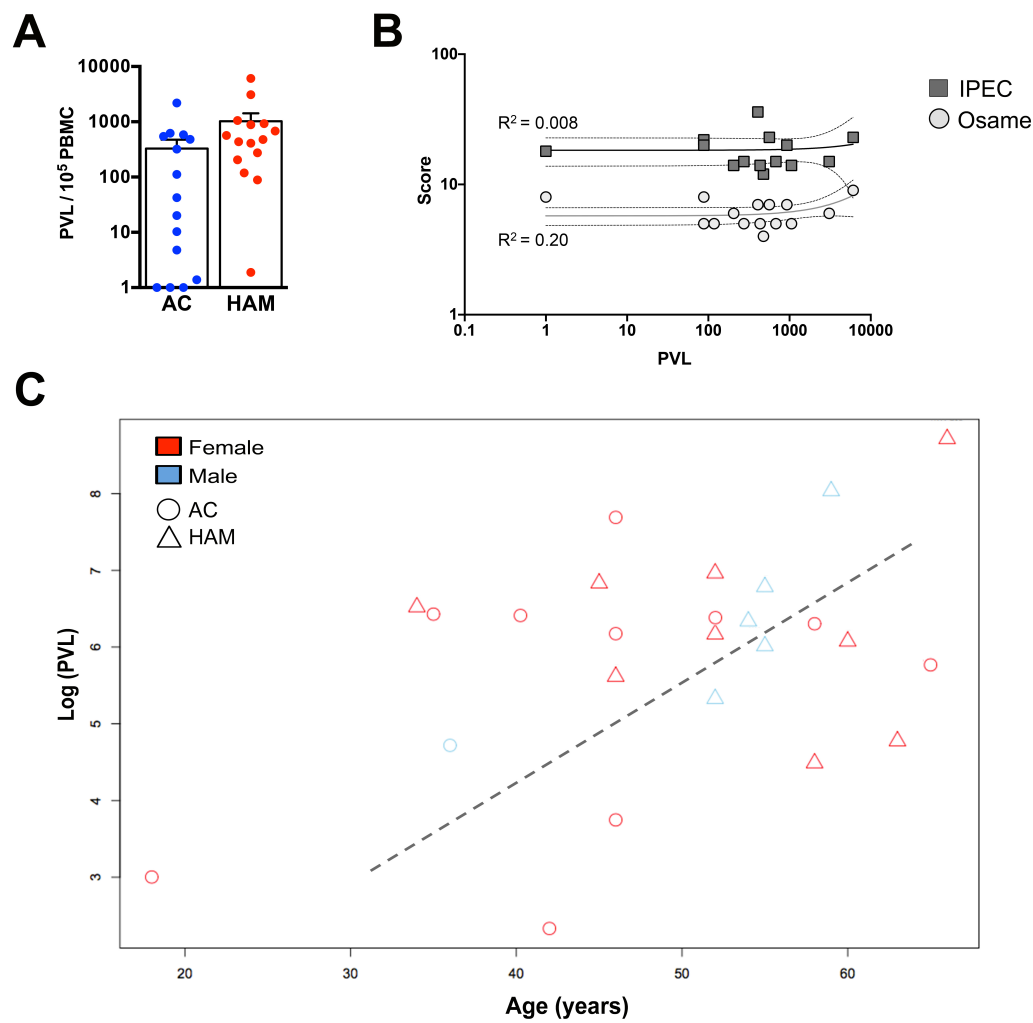 A
PVL / 10⁵ PBMC
10000
1000
100
10
1
AC
HAM
B
Score
100
10
1
R² = 0.008
R² = 0.20
0.1
1
10
100
1000
10000
PVL
IPEC
Osame
C
Female
Male
AC
HAM
Log (PVL)
8
7
6
5
4
3
20
30
40
50
60
Age (years)